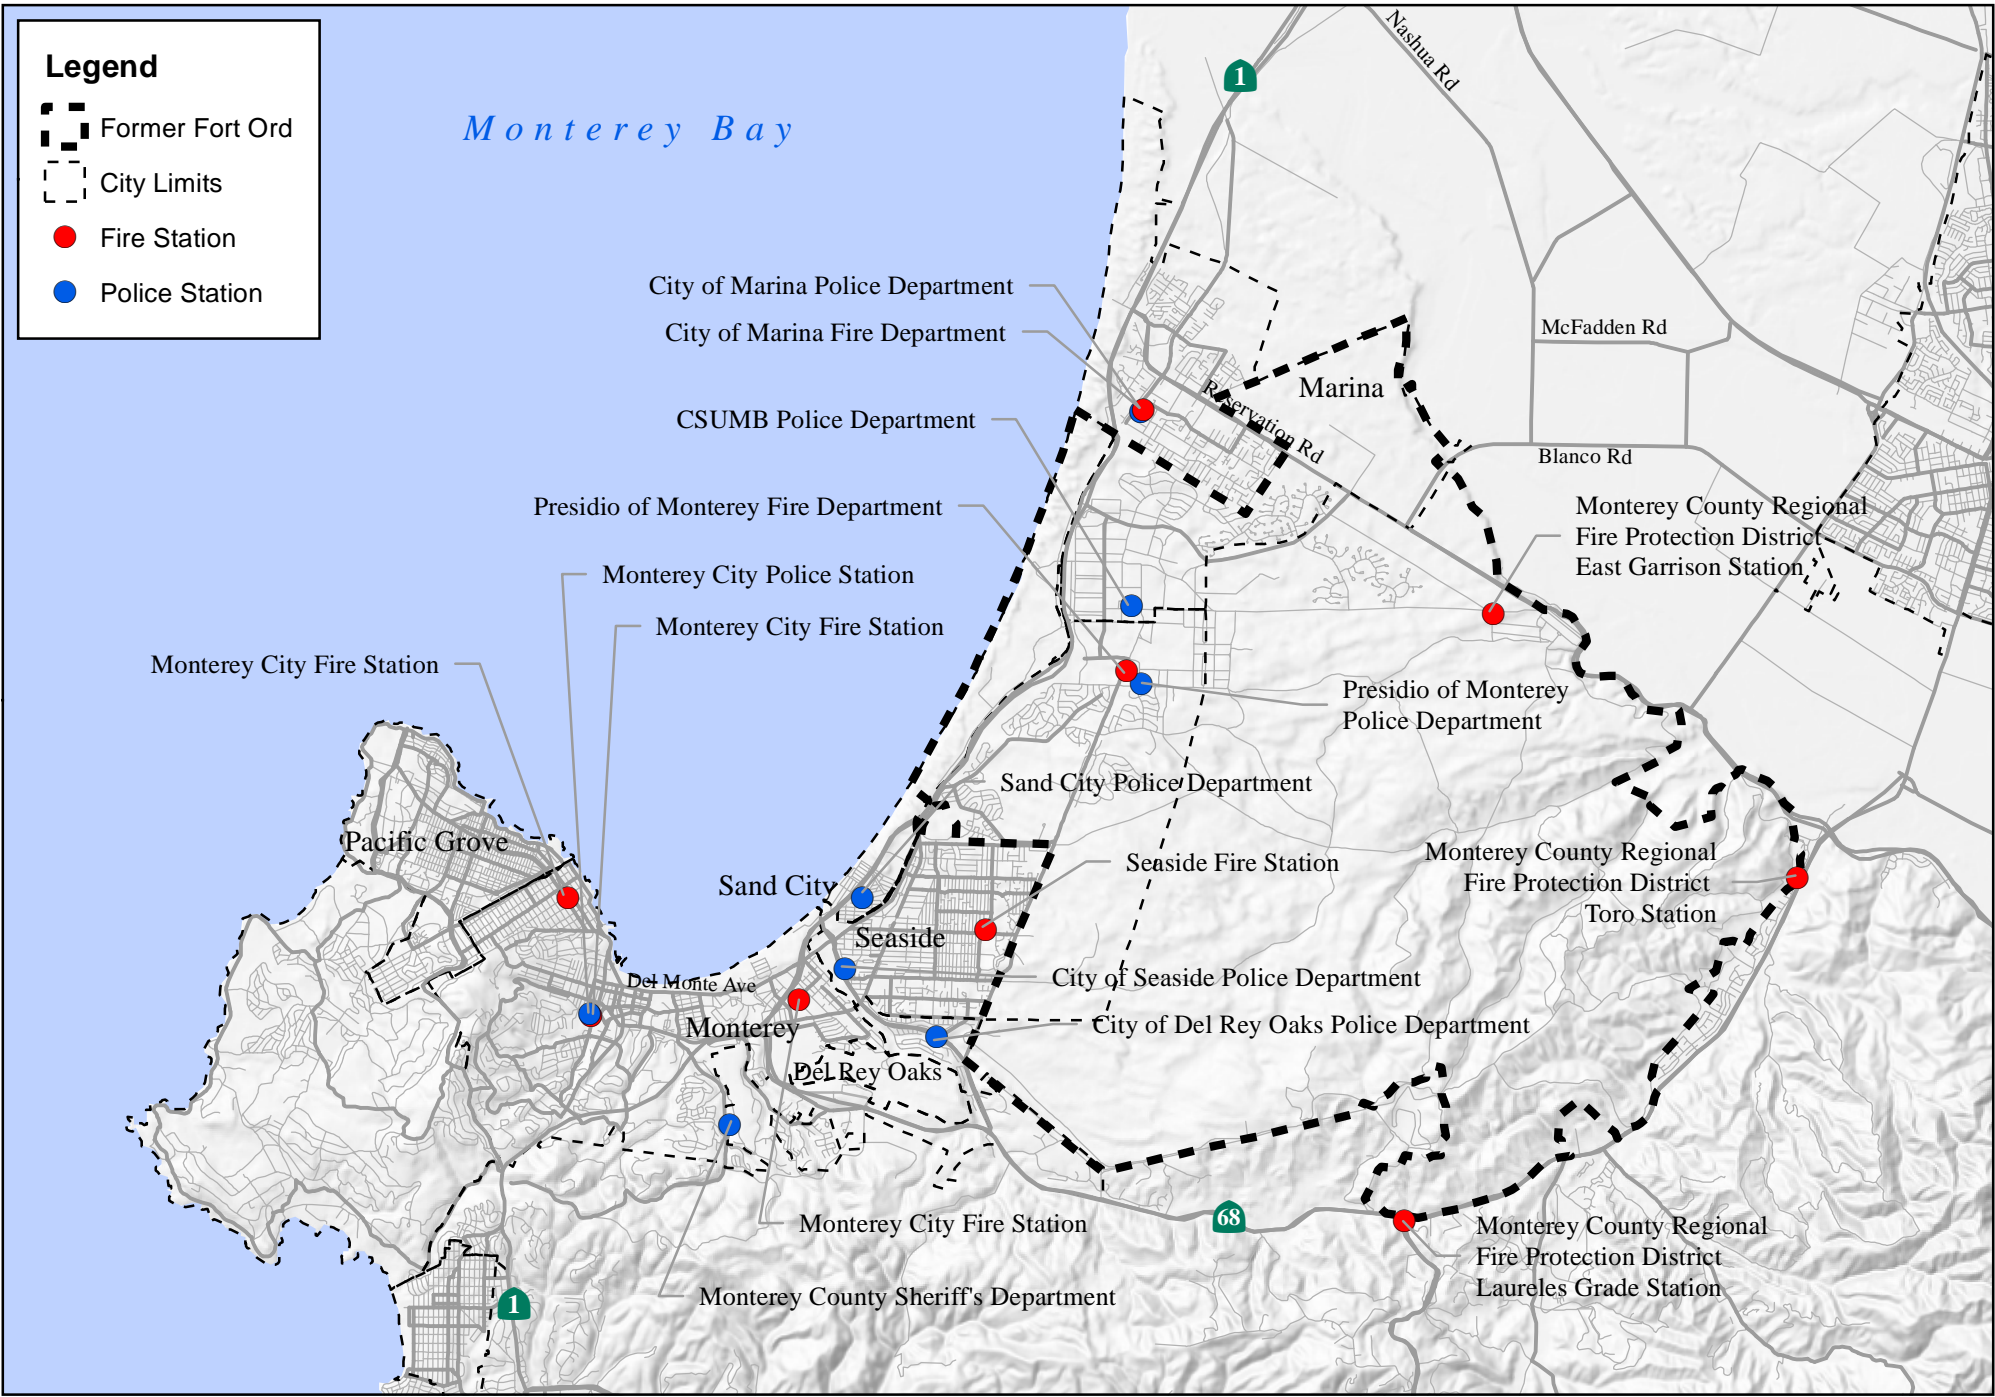 Legend
Former Fort Ord
City Limits
Fire Station
Police Station
Monterey Bay
1
Nashua Rd
City of Marina Police Department
City of Marina Fire Department
McFadden Rd
Marina
Reservation Rd
CSUMB Police Department
Blanco Rd
Presidio of Monterey Fire Department
Monterey County Regional
Fire Protection District
East Garrison Station
Monterey City Police Station
Monterey City Fire Station
Monterey City Fire Station
Presidio of Monterey
Police Department
Sand City Police Department
Pacific Grove
Seaside Fire Station
Monterey County Regional
Fire Protection District
Toro Station
Sand City
Seaside
City of Seaside Police Department
Del Monte Ave
Monterey
City of Del Rey Oaks Police Department
Del Rey Oaks
Monterey City Fire Station
68
Monterey County Regional
Fire Protection District
Laureles Grade Station
Monterey County Sheriff's Department
1